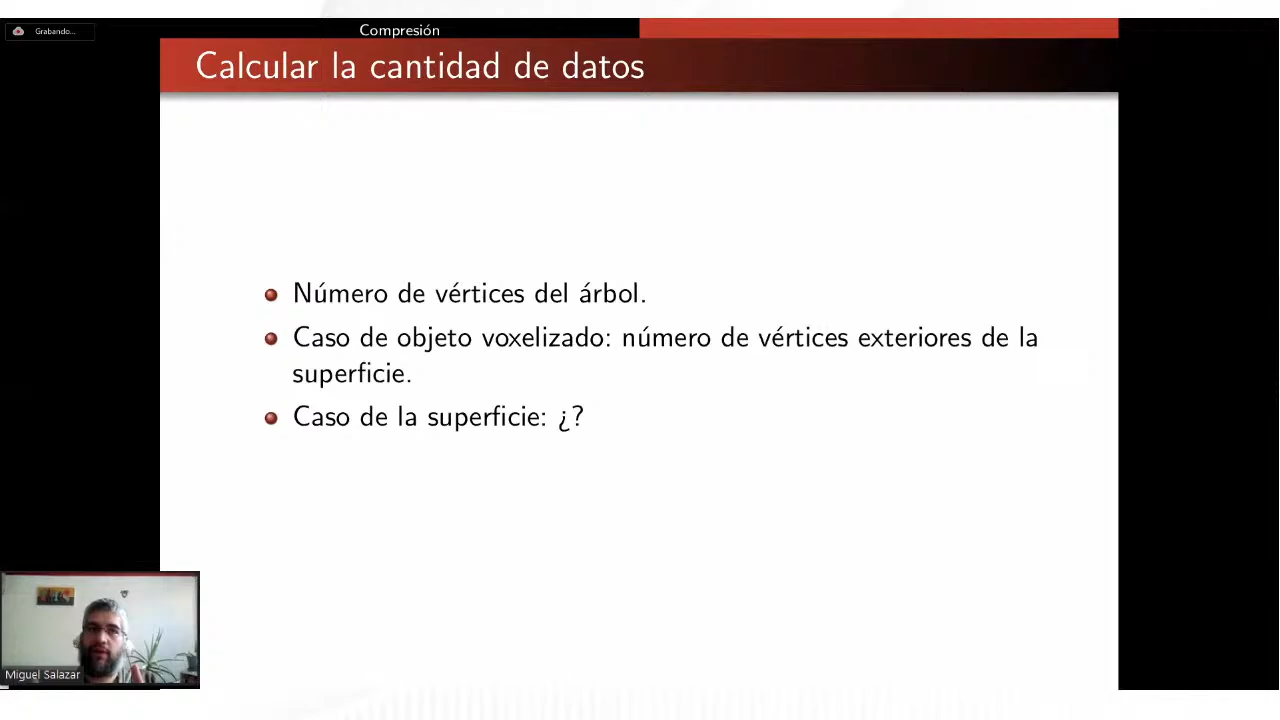 Grabando...
Compresión
Calcular la cantidad de datos
Número de vértices del árbol.
Caso de objeto voxelizado: número de vértices exteriores de la
superficie.
Caso de la superficie: ¿?
Miguel Salazar